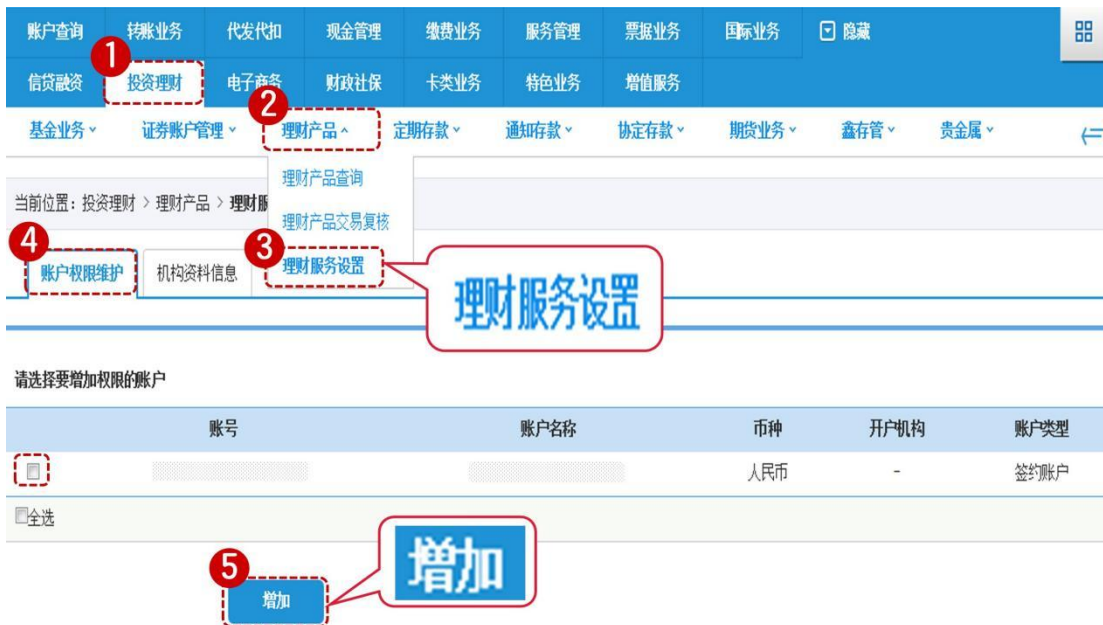 账户查询 转账业务 代发代扣 现金管理 缴费业务 服务管理 票据业务 国际业务 隐藏
1
信贷融资 投资理财 电子商务 财政社保 卡类业务 特色业务 增值服务
2
基金业务 证券账户管理 理财产品 定期存款 通知存款 协定存款 期货业务 鑫存管 贵金属
理财产品查询
当前位置：投资理财 > 理财产品 > 理财服
理财产品交易复核
4
账户权限维护 机构资料信息
3
理财服务设置
理财服务设置
请选择要增加权限的账户
账号 账户名称 币种 开户机构 账户类型
人民币 - 签约账户
全选
5
增加
增加